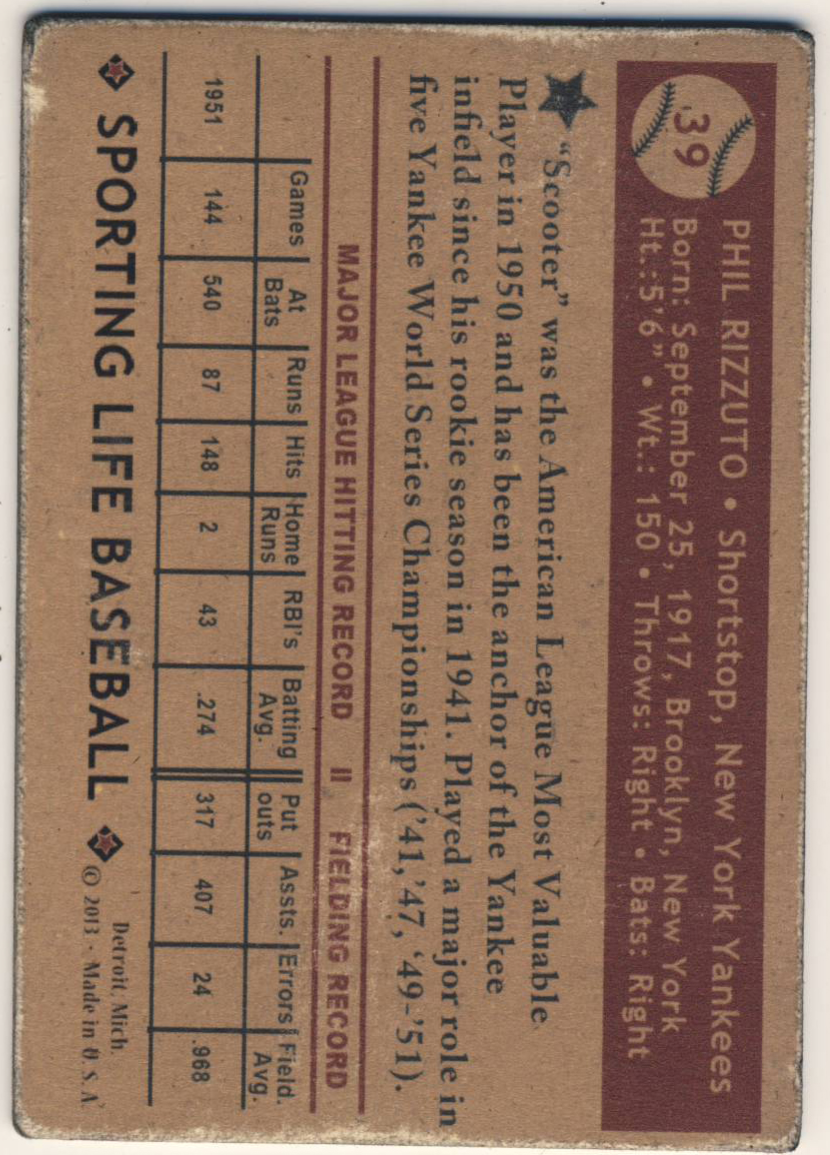 39
PHIL RIZZUTO • Shortstop, New York Yankees
Born: September 25, 1917, Brooklyn, New York
Ht.:5’6” • Wt.: 150 • Throws: Right • Bats: Right
“Scooter” was the American League Most Valuable
Player in 1950 and has been the anchor of the Yankee
infield since his rookie season in 1941. Played a major role in
five Yankee World Series Championships (’41,’47, ‘49-’51).
MAJOR LEAGUE HITTING RECORD || FIELDING RECORD
Games At Bats Runs Hits Home Runs RBI's Batting Avg. Put outs Assts. Errors Field. Avg.
1951 144 540 87 148 2 43 .274 317 407 24 .968
SPORTING LIFE BASEBALL
Detroit, Mich.
© 2013 · Made in U. S. A.